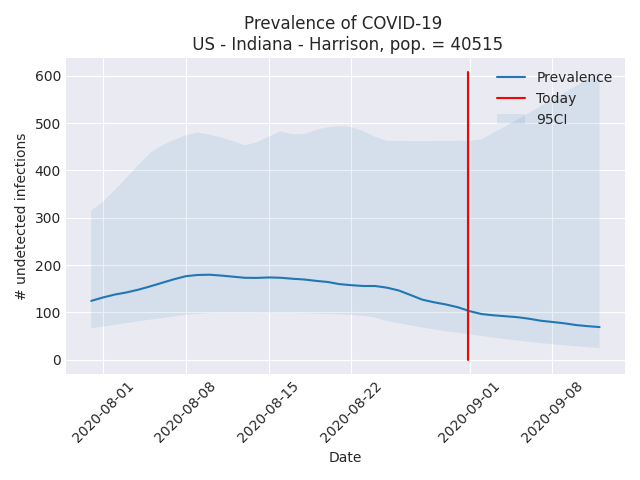 Prevalence of COVID-19
US - Indiana - Harrison, pop. = 40515
Prevalence
Today
95CI
# undetected infections
600
500
400
300
200
100
0
2020-08-01
2020-08-08
2020-08-15
2020-08-22
2020-09-01
2020-09-08
Date